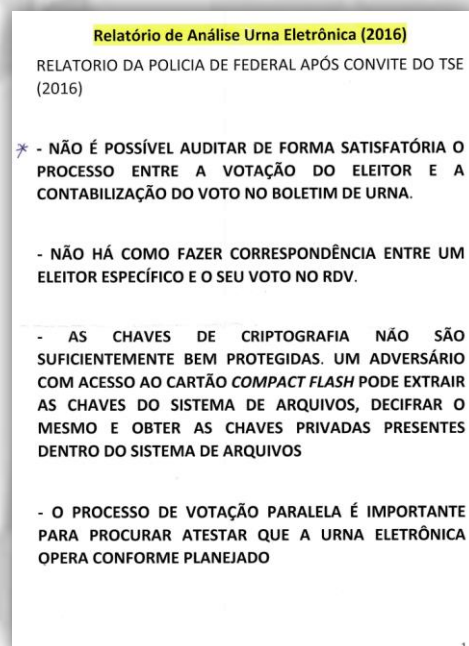 Relatório de Análise Urna Eletrônica (2016)
RELATORIO DA POLICIA DE FEDERAL APÓS CONVITE DO TSE
(2016)
* - NÃO É POSSÍVEL AUDITAR DE FORMA SATISFATÓRIA O
PROCESSO ENTRE A VOTAÇÃO DO ELEITOR E A
CONTABILIZAÇÃO DO VOTO NO BOLETIM DE URNA.
- NÃO HÁ COMO FAZER CORRESPONDÊNCIA ENTRE UM
ELEITOR ESPECÍFICO E O SEU VOTO NO RDV.
- AS CHAVES DE CRIPTOGRAFIA NÃO SÃO
SUFICIENTEMENTE BEM PROTEGIDAS. UM ADVERSÁRIO
COM ACESSO AO CARTÃO COMPACT FLASH PODE EXTRAIR
AS CHAVES DO SISTEMA DE ARQUIVOS, DECIFRAR O
MESMO E OBTER AS CHAVES PRIVADAS PRESENTES
DENTRO DO SISTEMA DE ARQUIVOS
- O PROCESSO DE VOTAÇÃO PARALELA É IMPORTANTE
PARA PROCURAR ATESTAR QUE A URNA ELETRÔNICA
OPERA CONFORME PLANEJADO